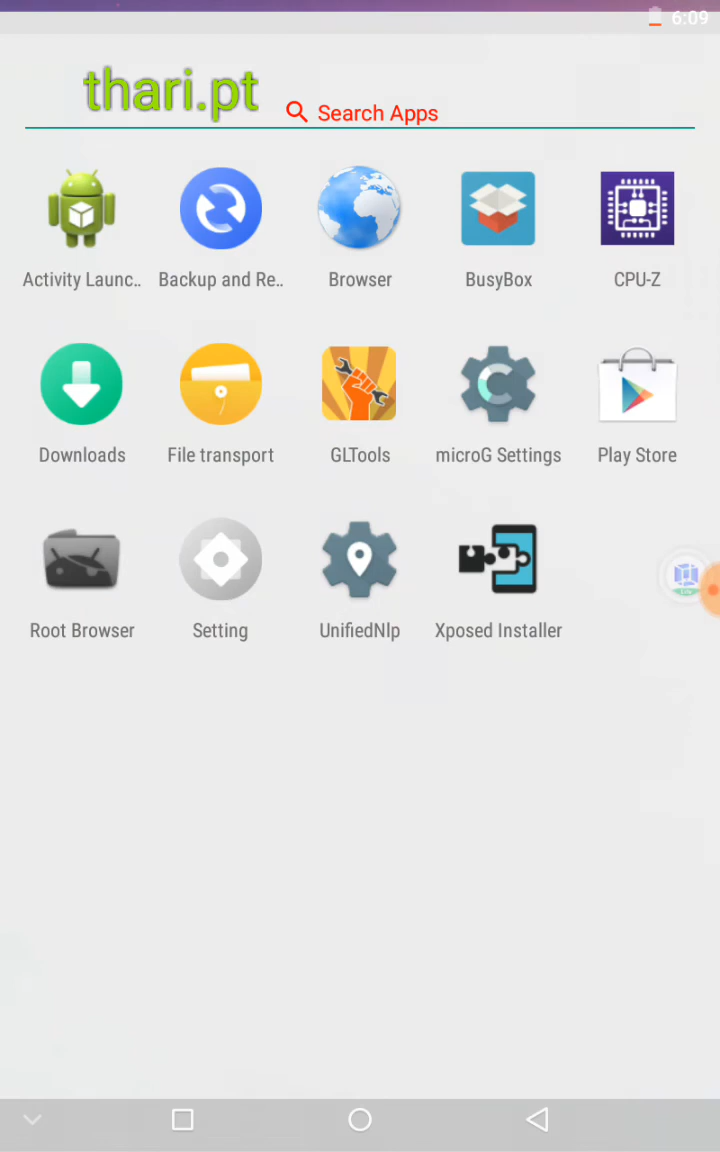 6:09
thari.pt
Search Apps
Activity Launc.. Backup and Re.. Browser BusyBox CPU-Z
Downloads File transport GLTools microG Settings Play Store
Root Browser Setting UnifiedNlp Xposed Installer